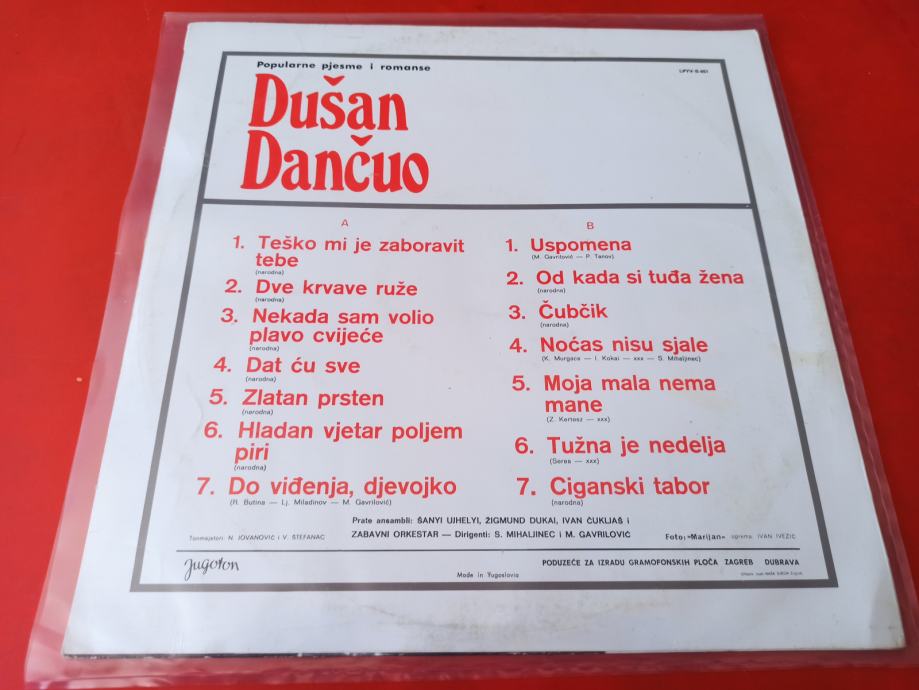 Popularne pjesme i romanse
LPYV-S-851
Dušan
Dančuo
A
1. Teško mi je zaboravit
tebe
(narodna)
2. Dve krvave ruže
(narodna)
3. Nekada sam volio
plavo cvijeće
(narodna)
4. Dat ću sve
(narodna)
5. Zlatan prsten
(narodna)
6. Hladan vjetar poljem
piri
(narodna)
7. Do viđenja, djevojko
(R. Butina — Lj. Miladinov — M. Gavrilović)
B
1. Uspomena
(M. Gavrilović — P. Tanov)
2. Od kada si tuđa žena
(narodna)
3. Čubčik
(narodna)
4. Noćas nisu sjale
(K. Murgacs — I. Kokai — xxx — S. Mihaljinec)
5. Moja mala nema
mane
(Z. Kertesz — xxx)
6. Tužna je nedelja
(Seres — xxx)
7. Ciganski tabor
(narodna)
Prate ansambli: ŠANYI UJHELYI, ŽIGMUND DUKAI, IVAN ČUKLJAŠ i
ZABAVNI ORKESTAR — Dirigenti: S. MIHALJINEC i M. GAVRILOVIĆ
Tonmajstori: N. JOVANOVIĆ i V. ŠTEFANAC
Foto: »Marijan« oprema IVAN IVEZIĆ
Jugoton
PODUZEĆE ZA IZRADU GRAMOFONSKIH PLOČA ZAGREB DUBRAVA
Made in Yugoslavia